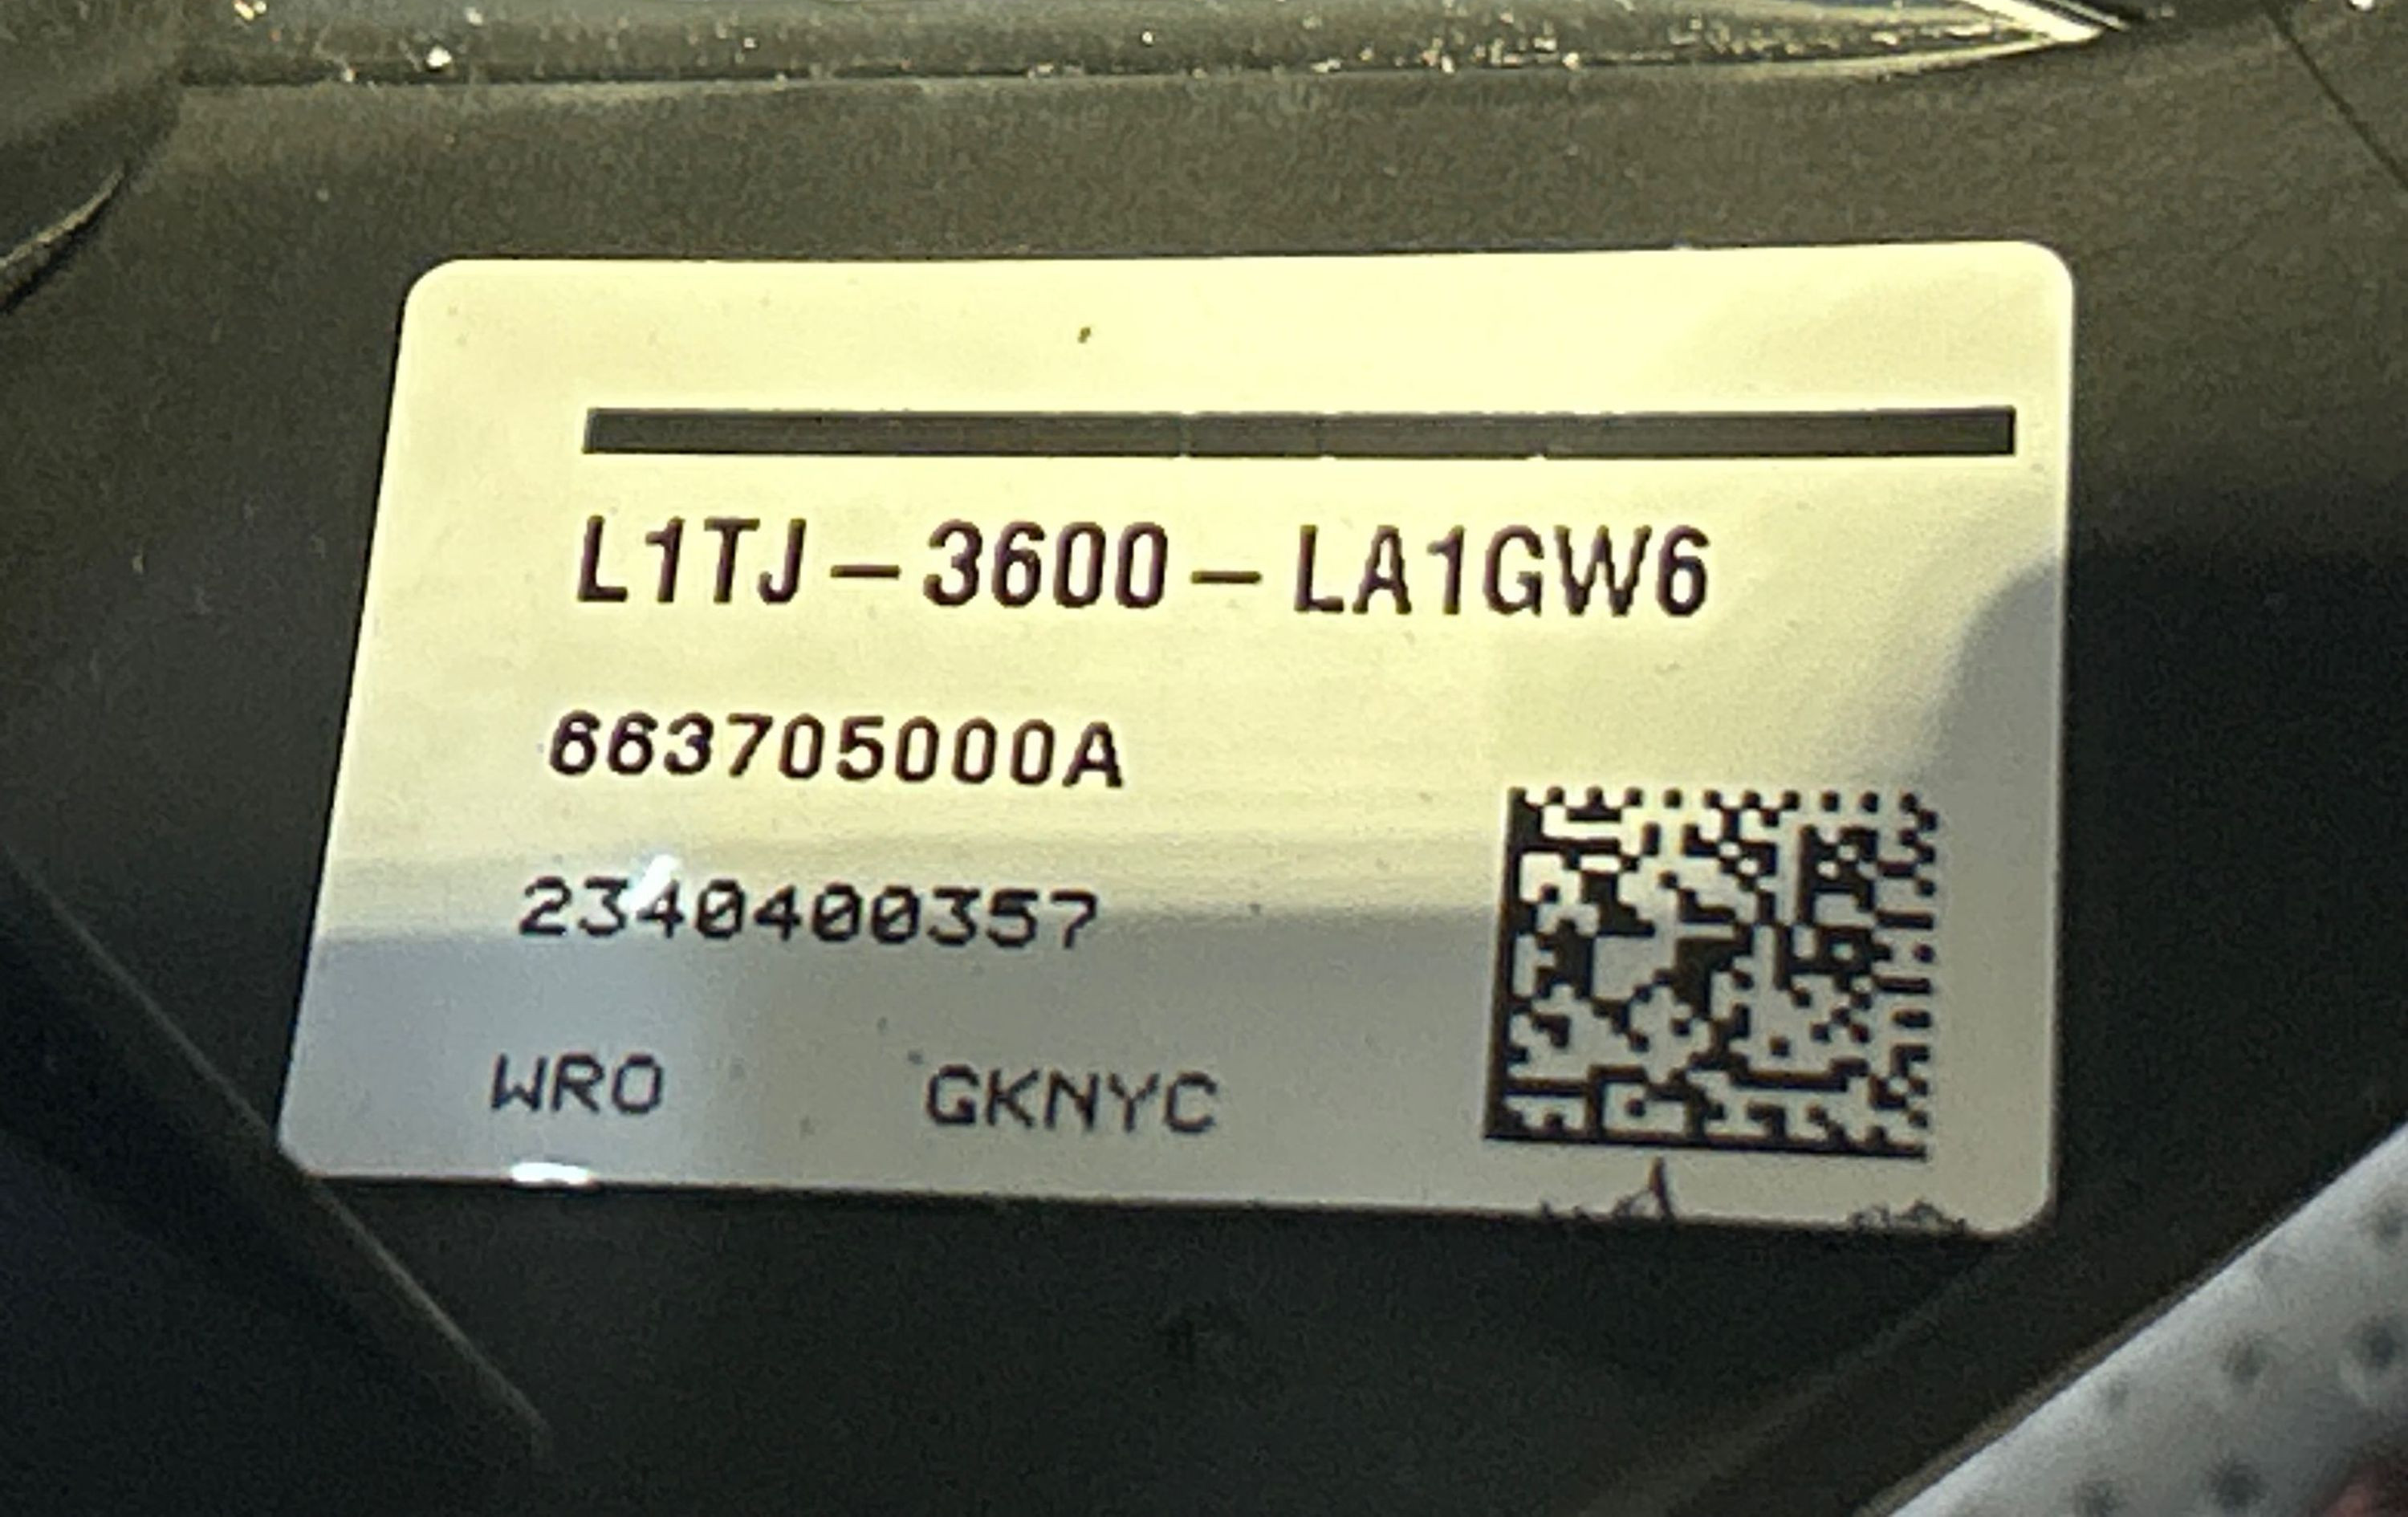 L1TJ-3600-LA1GW6
663705000A
2340400357
WRO GKNYC